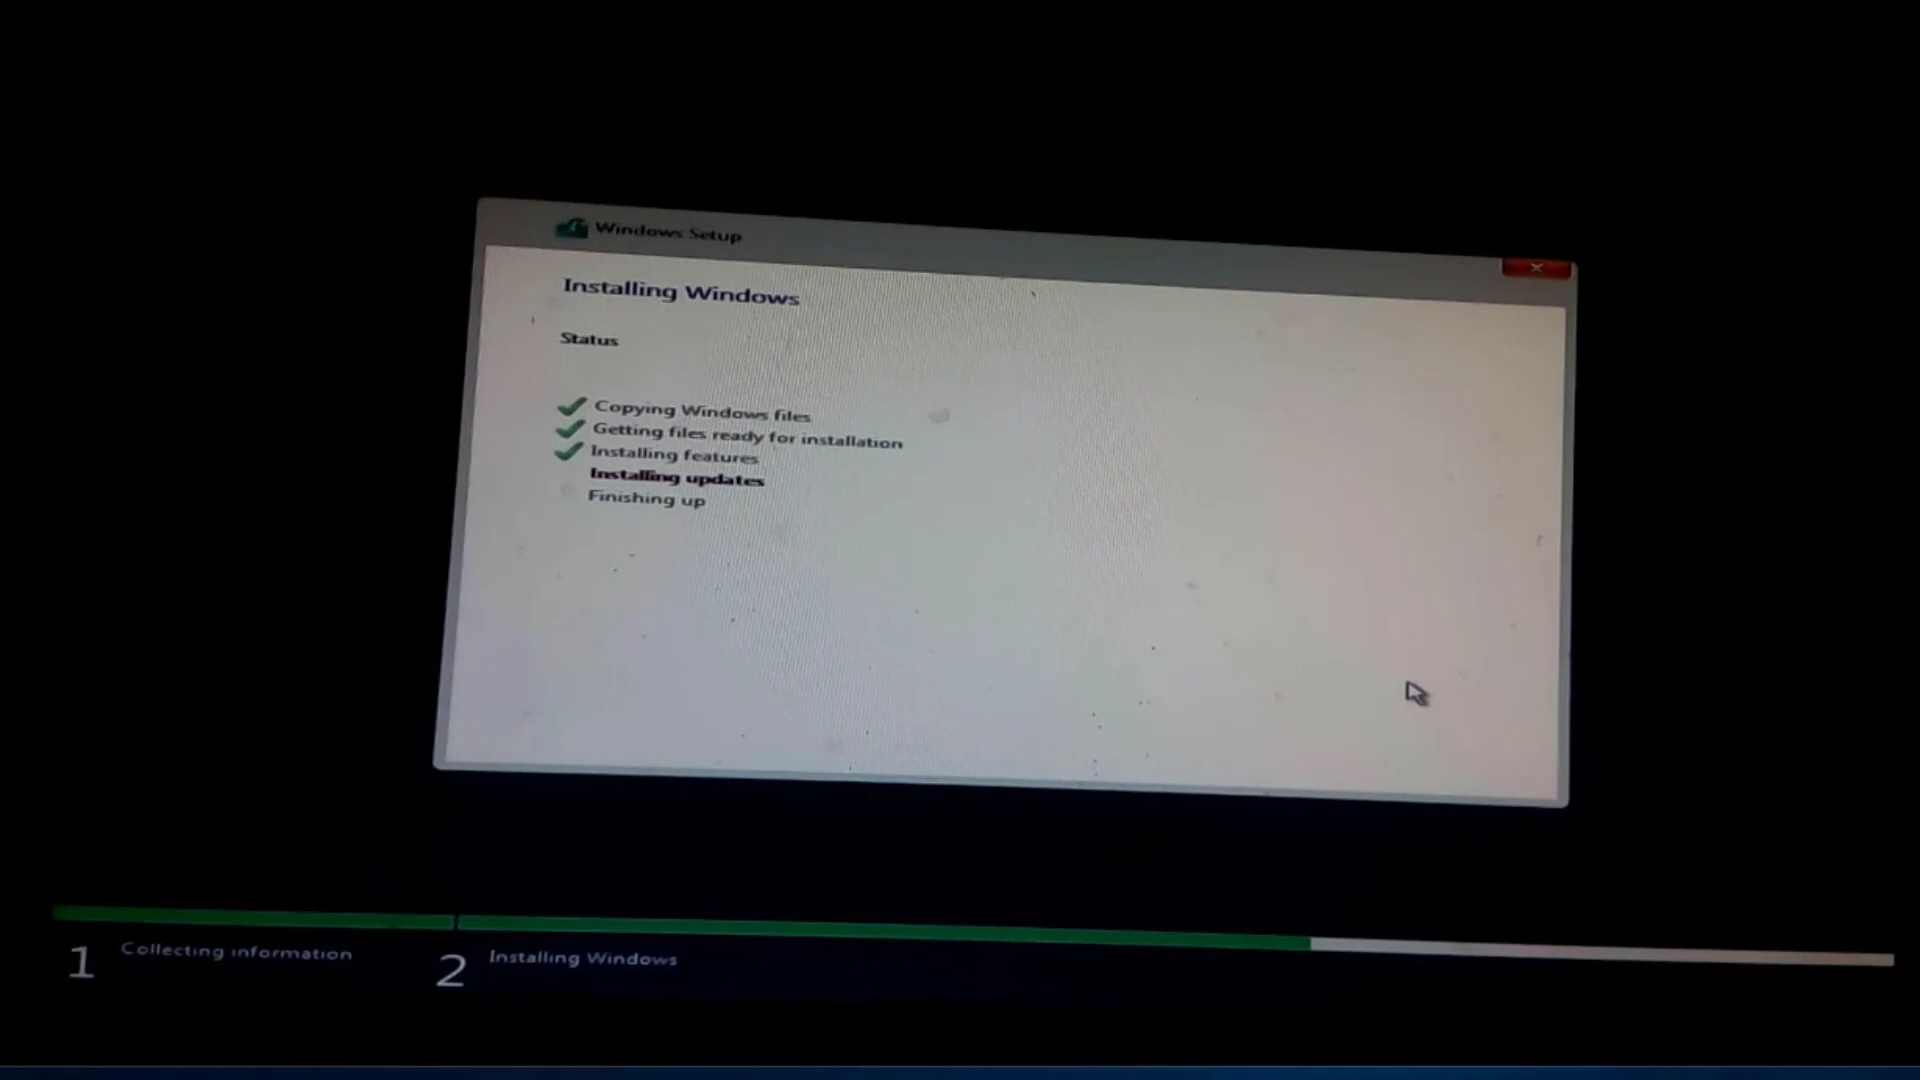 Windows Setup
Installing Windows
Status
Copying Windows files
Getting files ready for installation
Installing features
Installing updates
Finishing up
1 Collecting information
2 Installing Windows